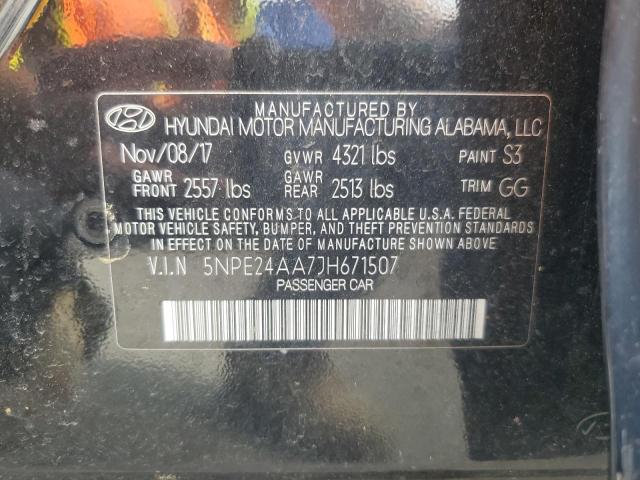 MANUFACTURED BY
HYUNDAI MOTOR MANUFACTURING ALABAMA, LLC
Nov/08/17 GVWR 4321 lbs PAINT S3
GAWR FRONT 2557 lbs GAWR REAR 2513 lbs TRIM GG
THIS VEHICLE CONFORMS TO ALL APPLICABLE U.S.A. FEDERAL
MOTOR VEHICLE SAFETY, BUMPER, AND THEFT PREVENTION
STANDARDS IN EFFECT ON THE DATE OF MANUFACTURE
SHOWN ABOVE.
V.I.N 5NPE24AA7JH671507
PASSENGER CAR